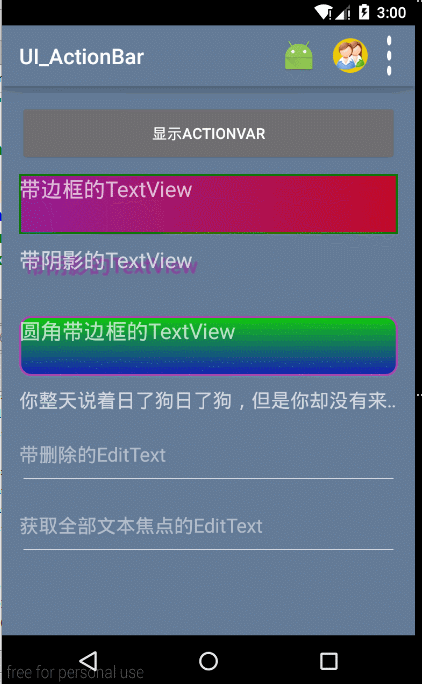 3:00
UI_ActionBar
显示ACTIONVAR
带边框的TextView
带阴影的TextView
圆角带边框的TextView
你整天说着日了狗日了狗，但是你却没有来..
带删除的EditText
获取全部文本焦点的EditText
free for personal use